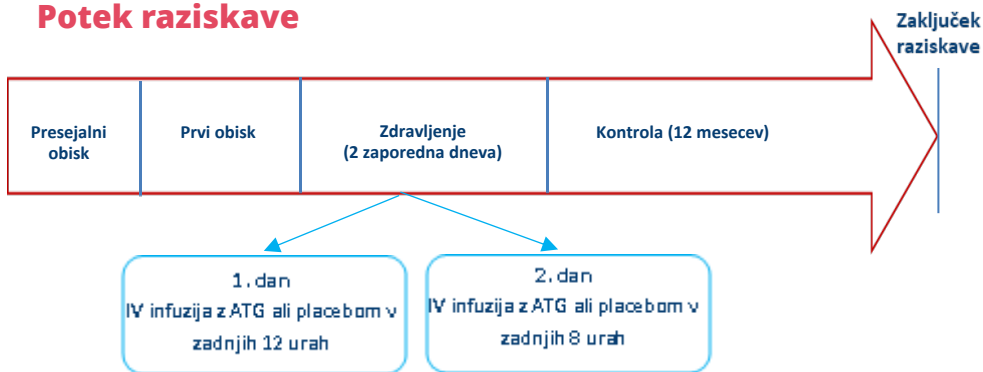 Potek raziskave
Zaključek
raziskave
Presejalni
obisk
Prvi obisk
Zdravljenje
(2 zaporedna dneva)
Kontrola (12 mesecev)
1. dan
IV infuzija z ATG ali placebom v
zadnjih 12 urah
2. dan
IV infuzija z ATG ali placebom v
zadnjih 8 urah